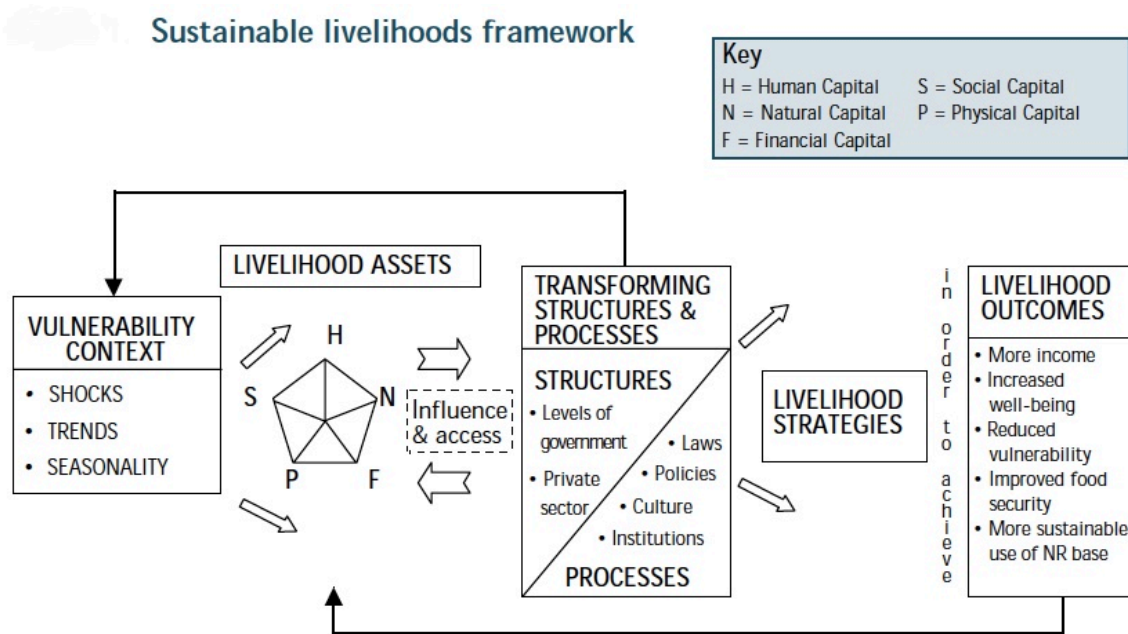 Sustainable livelihoods framework
Key
H = Human Capital S = Social Capital
N = Natural Capital P = Physical Capital
F = Financial Capital
LIVELIHOOD ASSETS
VULNERABILITY
CONTEXT
• SHOCKS
• TRENDS
• SEASONALITY
H
S
N
P
F
Influence
& access
TRANSFORMING
STRUCTURES &
PROCESSES
STRUCTURES
• Levels of
government
• Private
sector
• Laws
• Policies
• Culture
• Institutions
PROCESSES
LIVELIHOOD
STRATEGIES
in order to achieve
LIVELIHOOD
OUTCOMES
• More income
• Increased
well-being
• Reduced
vulnerability
• Improved food
security
• More sustainable
use of NR base